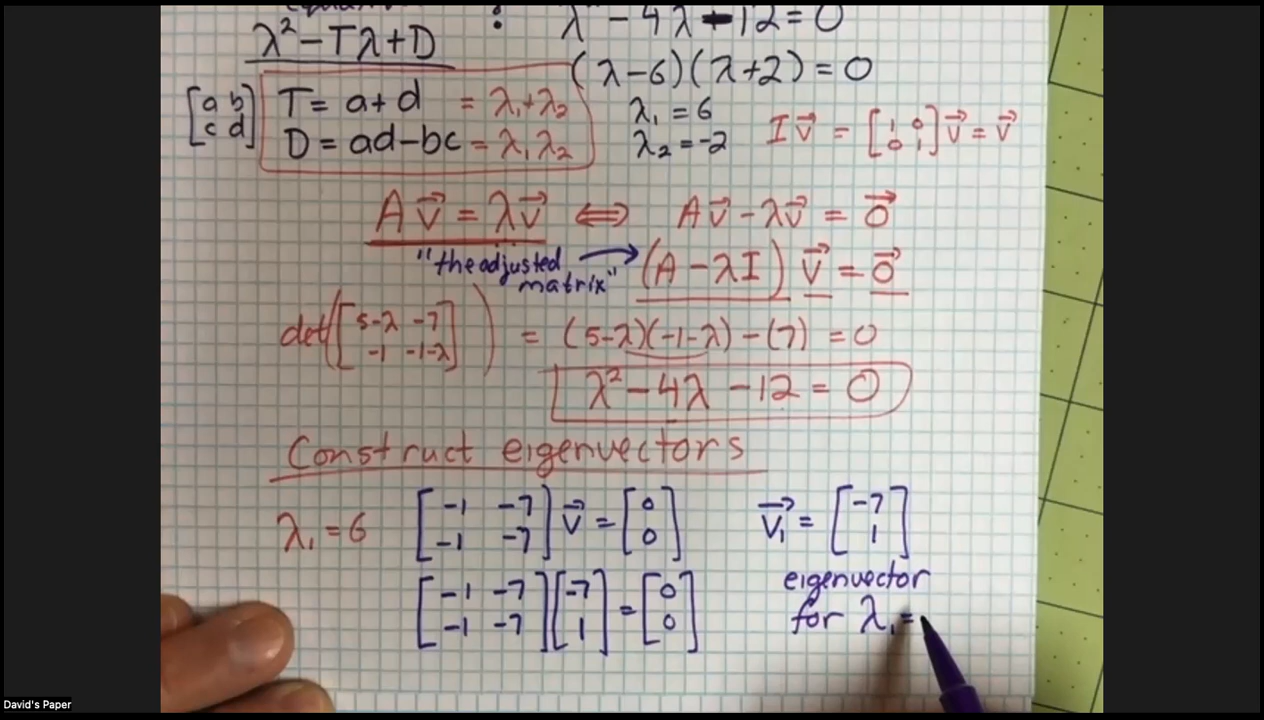 : λ² - 4λ - 12 = 0
λ² - Tλ + D
(λ-6)(λ+2) = 0
[a b; c d] T = a+d = λ₁+λ₂
D = ad-bc = λ₁λ₂
λ₁ = 6
λ₂ = -2
I v⃗ = [1 0; 0 1] v⃗ = v⃗
A v⃗ = λ v⃗ ⟺ A v⃗ - λ v⃗ = 0⃗
"the adjusted matrix" → (A - λI) v⃗ = 0⃗
det([5-λ -7; -1 -1-λ]) = (5-λ)(-1-λ) - (7) = 0
λ² - 4λ - 12 = 0
Construct eigenvectors
λ₁ = 6 [-1 -7; -1 -7] v⃗ = [0; 0] v⃗₁ = [-7; 1]
[-1 -7; -1 -7] [-7; 1] = [0; 0]
eigenvector
for λ₁ =
David's Paper